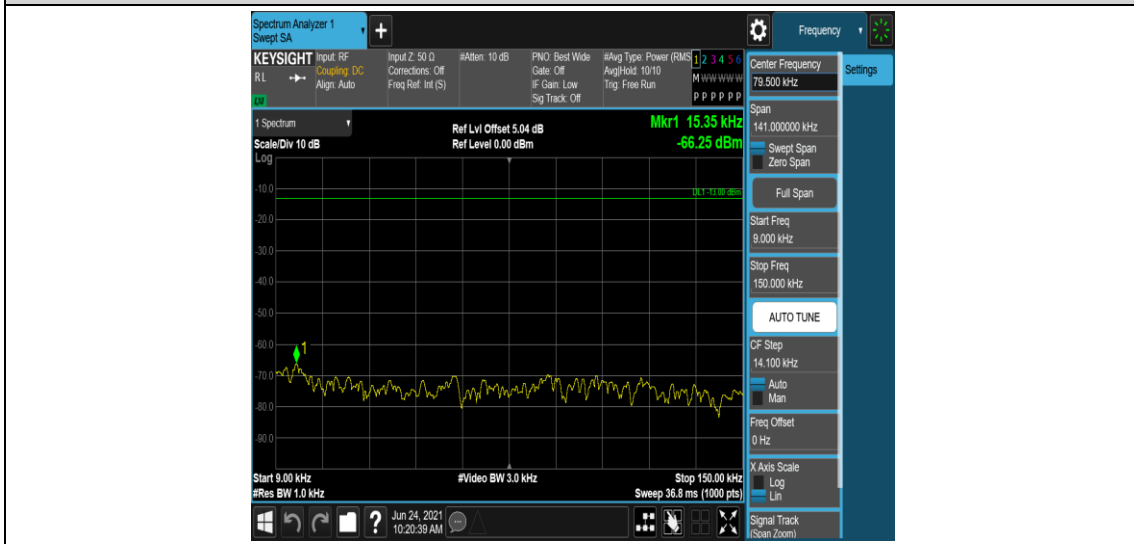 Spectrum Analyzer 1
Swept SA
+
Frequency
KEYSIGHT
RL
LXI
Input: RF
Coupling: DC
Align: Auto
Input Z: 50 Ω
Corrections: Off
Freq Ref: Int (S)
#Atten: 10 dB
PNO: Best Wide
Gate: Off
IF Gain: Low
Sig Track: Off
#Avg Type: Power (RMS
Avg|Hold: 10/10
Trig: Free Run
1 2 3 4 5 6
M W W W W W
P P P P P P
1 Spectrum
Scale/Div 10 dB
Log
Ref Lvl Offset 5.04 dB
Ref Level 0.00 dBm
Mkr1 15.35 kHz
-66.25 dBm
DL1 -13.00 dBm
-10.0
-20.0
-30.0
-40.0
-50.0
-60.0
1
-70.0
-80.0
-90.0
Start 9.00 kHz
#Res BW 1.0 kHz
#Video BW 3.0 kHz
Stop 150.00 kHz
Sweep 36.8 ms (1000 pts)
?
Jun 24, 2021
10:20:39 AM
Center Frequency
79.500 kHz
Settings
Span
141.000000 kHz
Swept Span
Zero Span
Full Span
Start Freq
9.000 kHz
Stop Freq
150.000 kHz
AUTO TUNE
CF Step
14.100 kHz
Auto
Man
Freq Offset
0 Hz
X Axis Scale
Log
Lin
Signal Track
(Span Zoom)